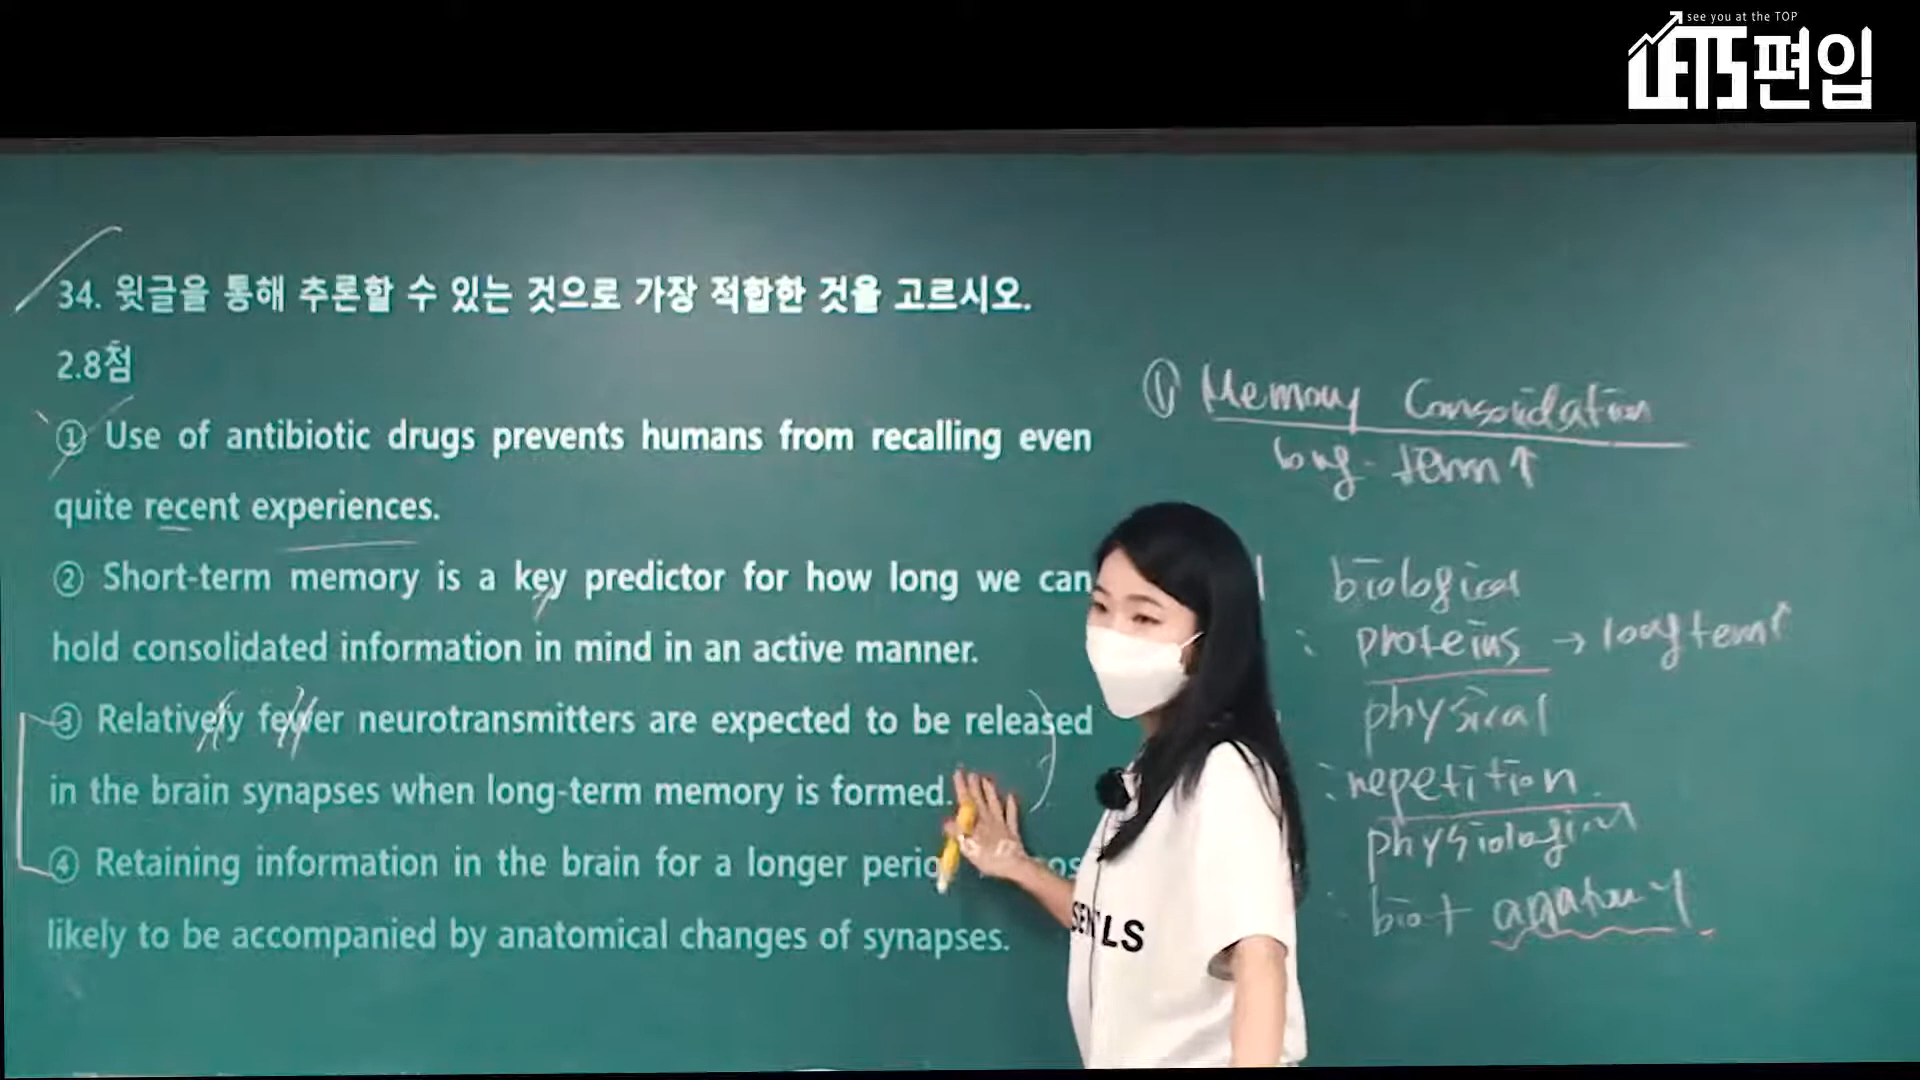 see you at the TOP
LETS편입
34. 윗글을 통해 추론할 수 있는 것으로 가장 적합한 것을 고르시오.
2.8점
① Use of antibiotic drugs prevents humans from recalling even
quite recent experiences.
② Short-term memory is a key predictor for how long we can
hold consolidated information in mind in an active manner.
③ Relatively fewer neurotransmitters are expected to be released
in the brain synapses when long-term memory is formed.
④ Retaining information in the brain for a longer
likely to be accompanied by anatomical changes of synapses.
① Memory Consolidation
long-term↑
biological
: proteins → long term↑
physical
: repetition.
physiological
: bio +
LS